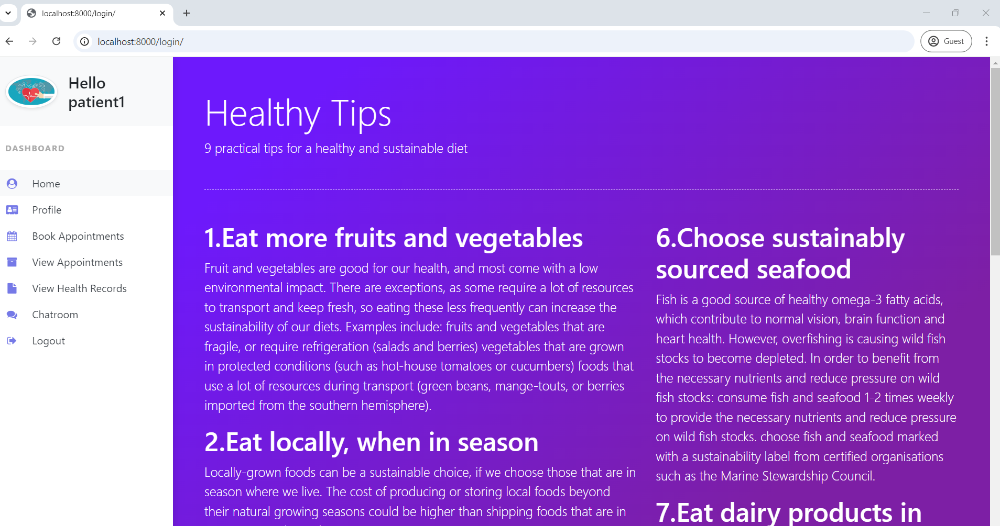 localhost:8000/login/
localhost:8000/login/
Guest
Hello
patient1
DASHBOARD
Home
Profile
Book Appointments
View Appointments
View Health Records
Chatroom
Logout
Healthy Tips
9 practical tips for a healthy and sustainable diet
1.Eat more fruits and vegetables
Fruit and vegetables are good for our health, and most come with a low
environmental impact. There are exceptions, as some require a lot of resources
to transport and keep fresh, so eating these less frequently can increase the
sustainability of our diets. Examples include: fruits and vegetables that are
fragile, or require refrigeration (salads and berries) vegetables that are grown
in protected conditions (such as hot-house tomatoes or cucumbers) foods that
use a lot of resources during transport (green beans, mange-touts, or berries
imported from the southern hemisphere).
2.Eat locally, when in season
Locally-grown foods can be a sustainable choice, if we choose those that are in
season where we live. The cost of producing or storing local foods beyond
their natural growing seasons could be higher than shipping foods that are in
6.Choose sustainably
sourced seafood
Fish is a good source of healthy omega-3 fatty acids,
which contribute to normal vision, brain function and
heart health. However, overfishing is causing wild fish
stocks to become depleted. In order to benefit from
the necessary nutrients and reduce pressure on wild
fish stocks: consume fish and seafood 1-2 times weekly
to provide the necessary nutrients and reduce pressure
on wild fish stocks. choose fish and seafood marked
with a sustainability label from certified organisations
such as the Marine Stewardship Council.
7.Eat dairy products in